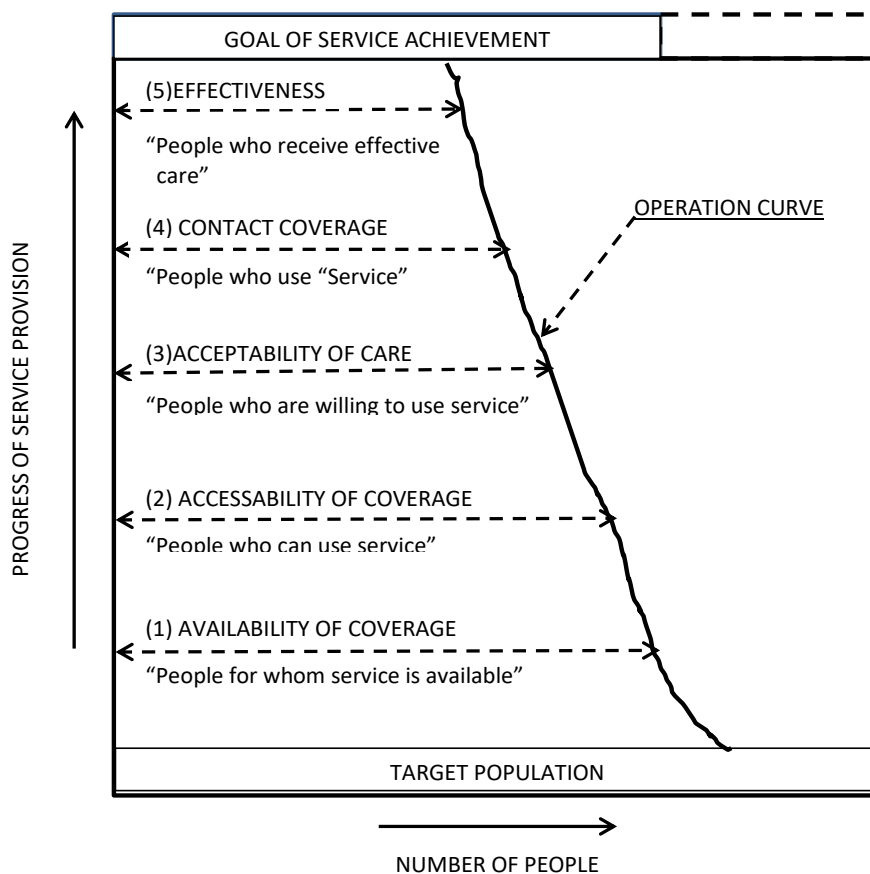 GOAL OF SERVICE ACHIEVEMENT
(5)EFFECTIVENESS
“People who receive effective
care”
(4) CONTACT COVERAGE
“People who use “Service”
(3)ACCEPTABILITY OF CARE
“People who are willing to use service”
(2) ACCESSABILITY OF COVERAGE
“People who can use service”
(1) AVAILABILITY OF COVERAGE
“People for whom service is available”
TARGET POPULATION
OPERATION CURVE
PROGRESS OF SERVICE PROVISION
NUMBER OF PEOPLE